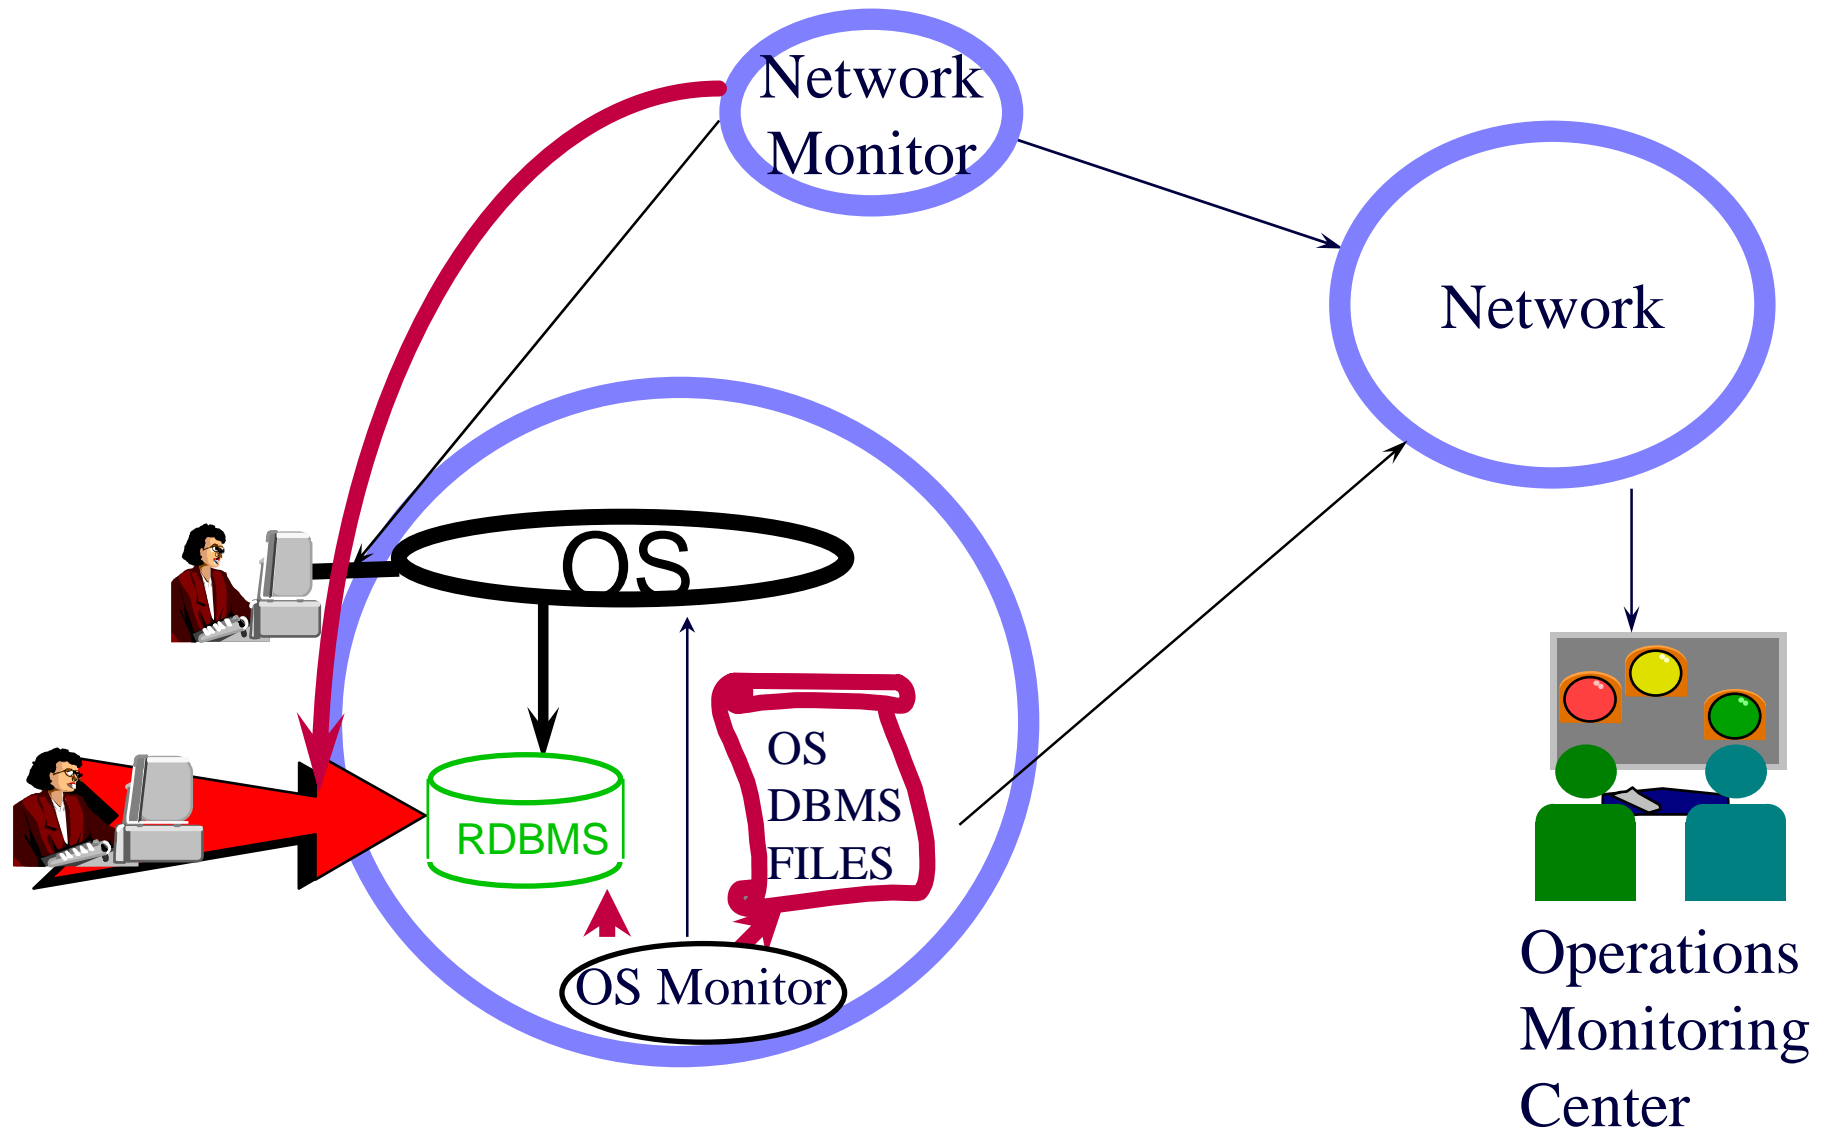 Network
Monitor
Network
OS
OS
DBMS
FILES
RDBMS
OS Monitor
Operations
Monitoring
Center